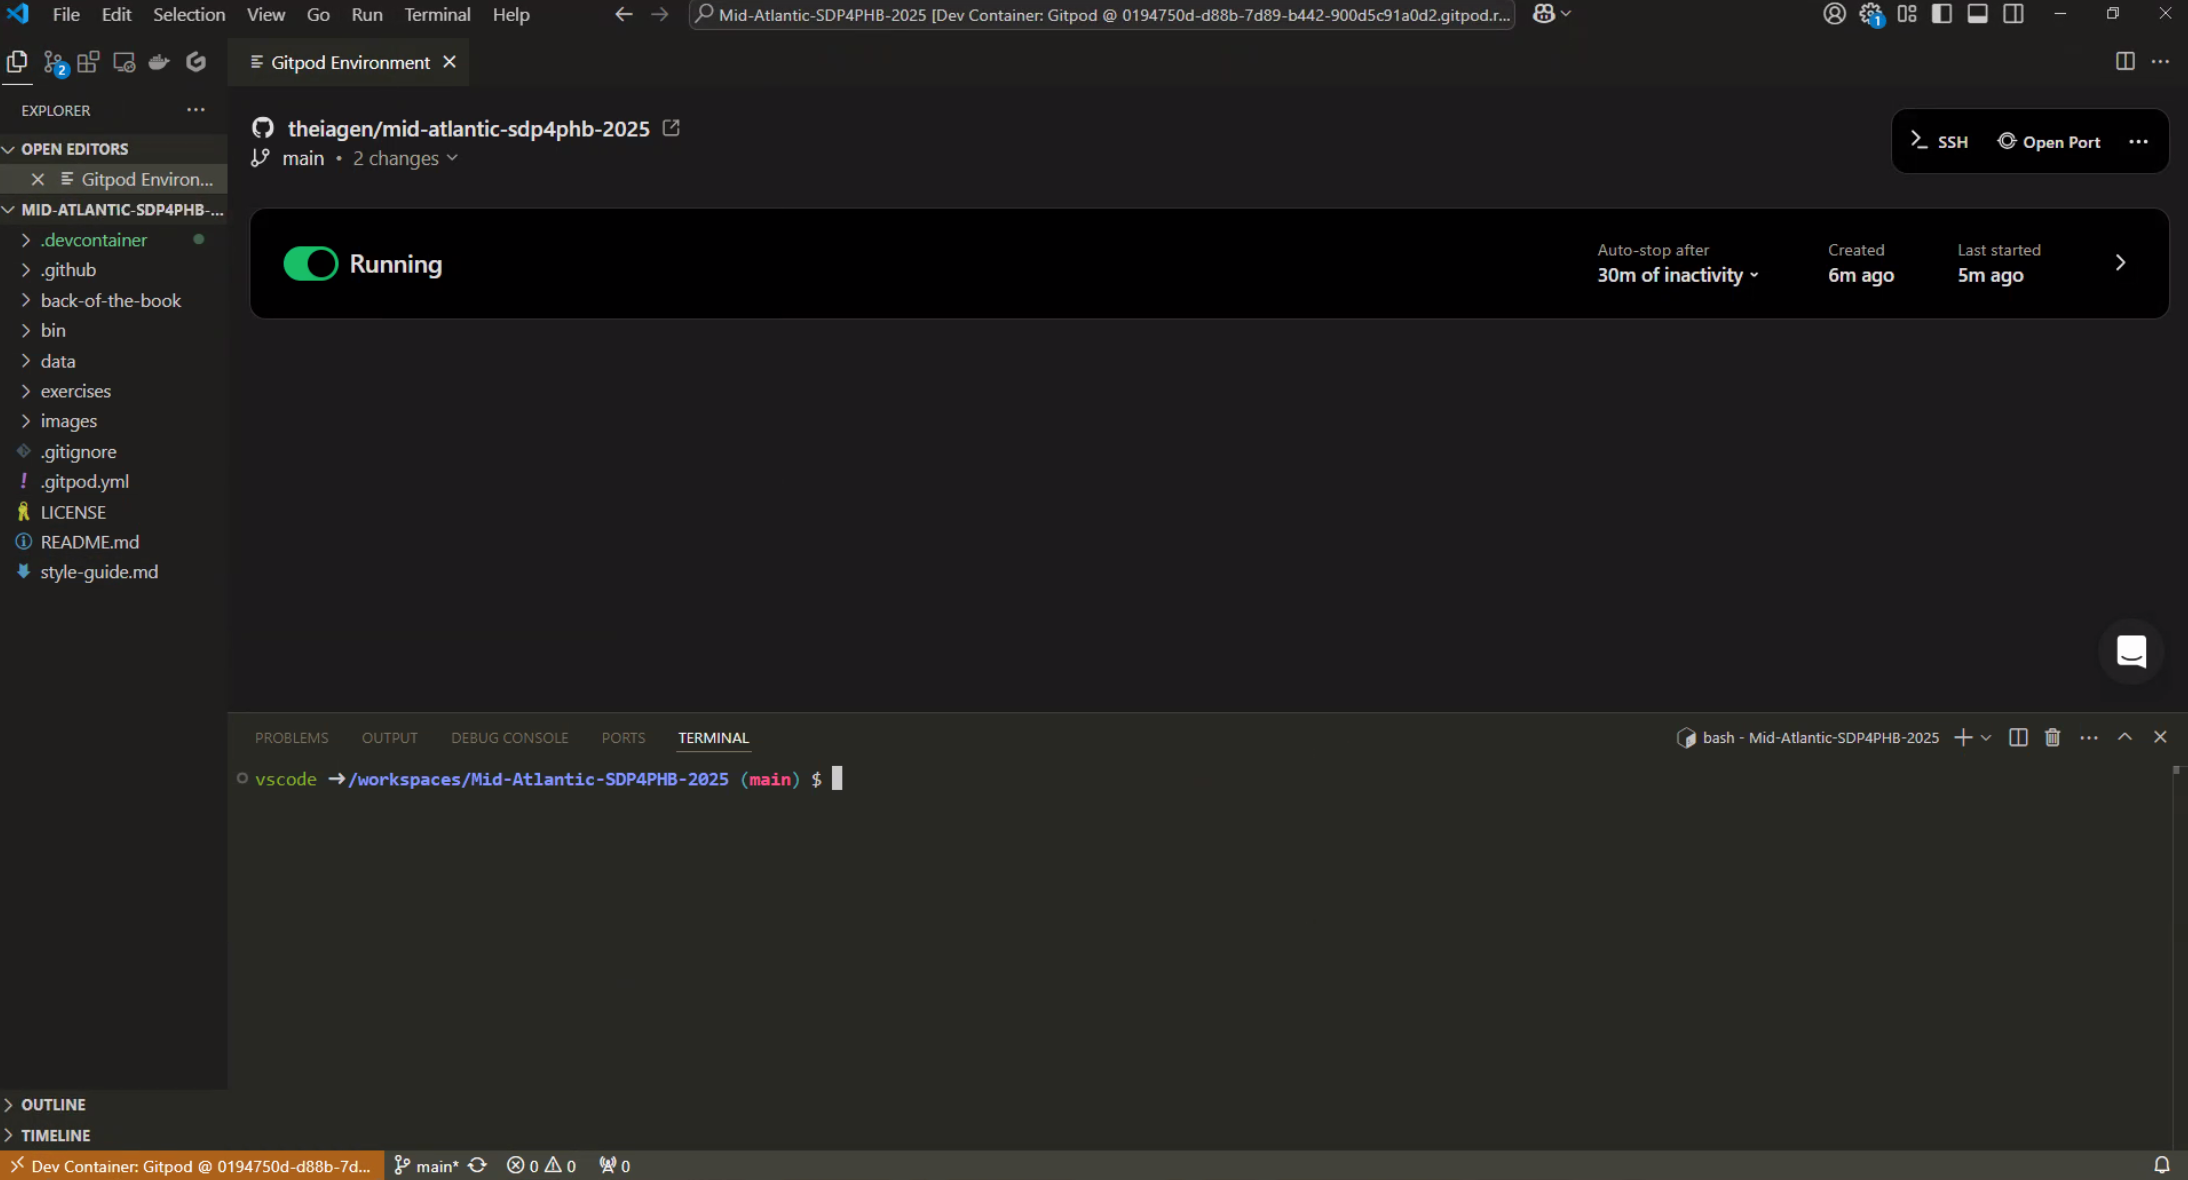 File Edit Selection View Go Run Terminal Help
Mid-Atlantic-SDP4PHB-2025 [Dev Container: Gitpod @ 0194750d-d88b-7d89-b442-900d5c91a0d2.gitpod.r...
1
2
Gitpod Environment
EXPLORER
OPEN EDITORS
Gitpod Environ...
MID-ATLANTIC-SDP4PHB-...
.devcontainer
.github
back-of-the-book
bin
data
exercises
images
.gitignore
.gitpod.yml
LICENSE
README.md
style-guide.md
OUTLINE
TIMELINE
theiagen/mid-atlantic-sdp4phb-2025
main • 2 changes
SSH Open Port
Running
Auto-stop after
30m of inactivity
Created
6m ago
Last started
5m ago
PROBLEMS OUTPUT DEBUG CONSOLE PORTS TERMINAL
bash - Mid-Atlantic-SDP4PHB-2025
vscode ➜/workspaces/Mid-Atlantic-SDP4PHB-2025 (main) $
Dev Container: Gitpod @ 0194750d-d88b-7d... main* 0 0 0